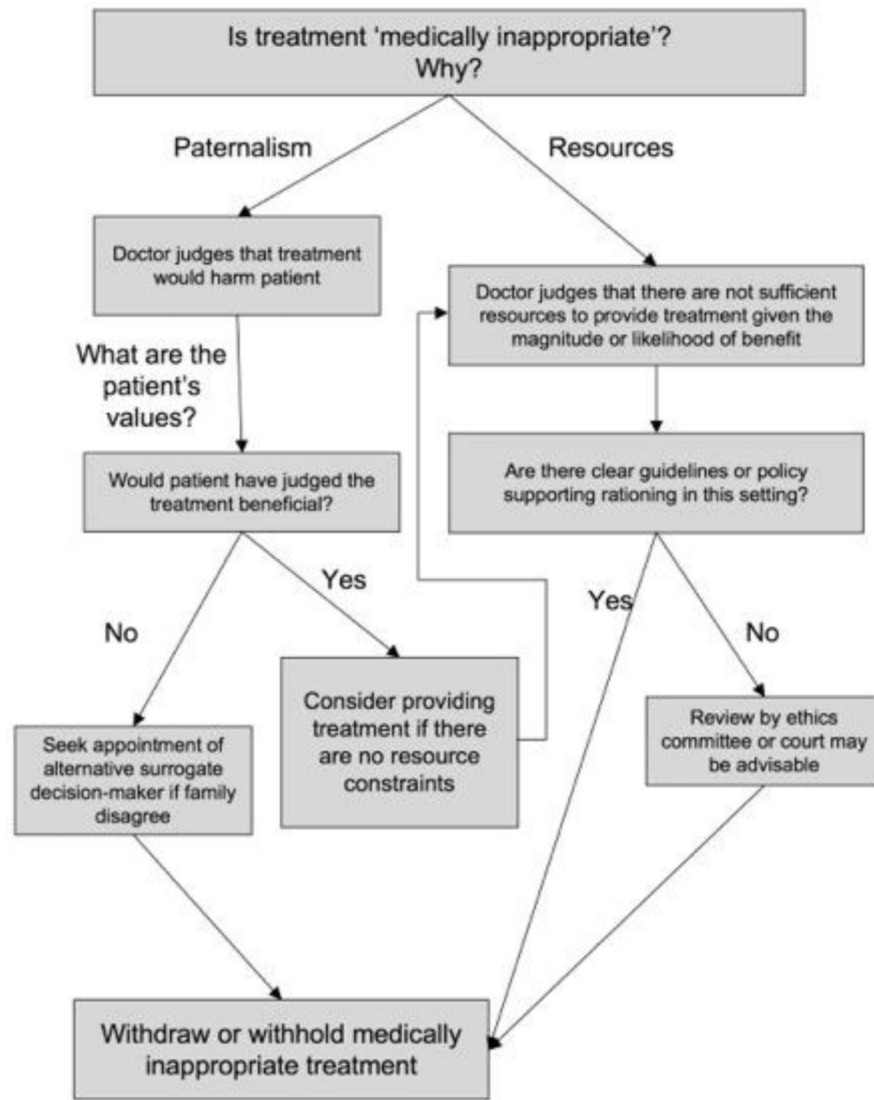 Is treatment ‘medically inappropriate’?
Why?
Paternalism
Resources
Doctor judges that treatment
would harm patient
Doctor judges that there are not sufficient
resources to provide treatment given the
magnitude or likelihood of benefit
What are the
patient’s
values?
Would patient have judged the
treatment beneficial?
Are there clear guidelines or policy
supporting rationing in this setting?
No
Yes
Yes
No
Seek appointment of
alternative surrogate
decision-maker if family
disagree
Consider providing
treatment if there
are no resource
constraints
Review by ethics
committee or court may
be advisable
Withdraw or withhold medically
inappropriate treatment